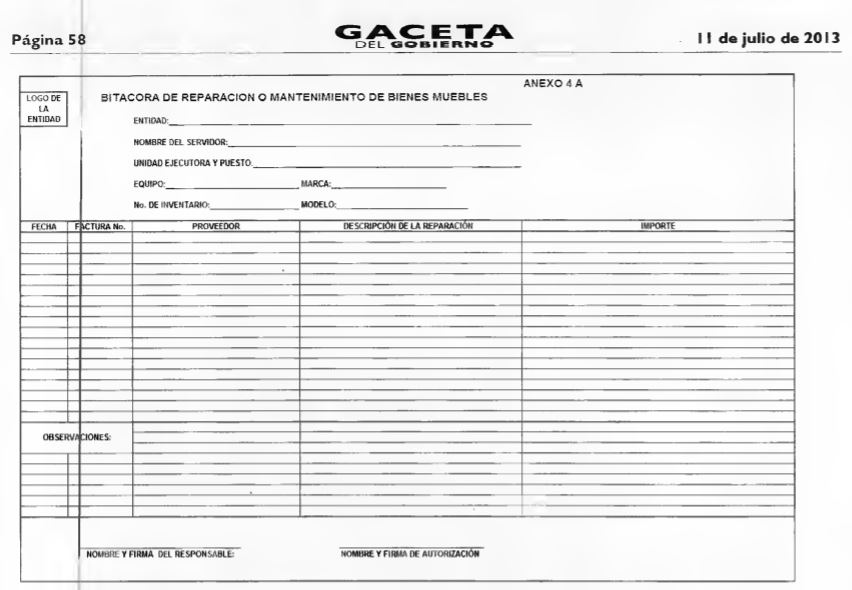 Página 58
GACETA
DEL GOBIERNO
11 de julio de 2013
ANEXO 4 A
LOGO DE
LA
ENTIDAD
BITACORA DE REPARACION O MANTENIMIENTO DE BIENES MUEBLES
ENTIDAD:
NOMBRE DEL SERVIDOR:
UNIDAD EJECUTORA Y PUESTO.
EQUIPO: MARCA:
No. DE INVENTARIO: MODELO:
FECHA FACTURA No. PROVEEDOR DESCRIPCIÓN DE LA REPARACIÓN IMPORTE
OBSERVACIONES:
NOMBRE Y FIRMA DEL RESPONSABLE: NOMBRE Y FIRMA DE AUTORIZACIÓN